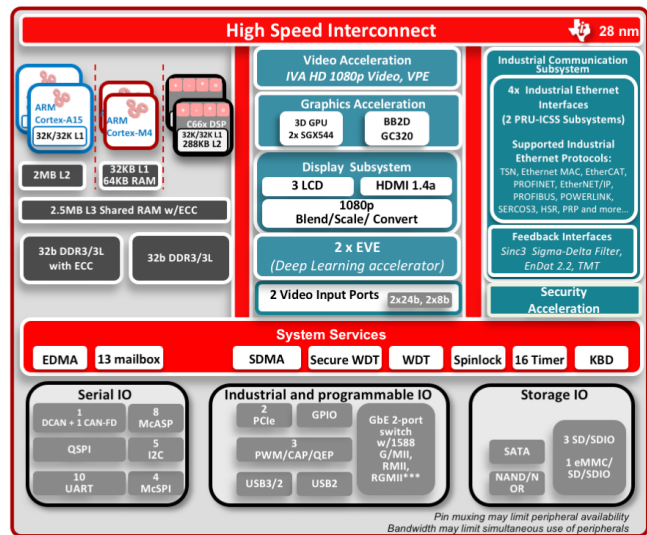 High Speed Interconnect
28 nm
ARM
Cortex-A15
32K/32K L1
ARM
Cortex-M4
C66x DSP
32K/32K L1
288KB L2
2MB L2
32KB L1
64KB RAM
2.5MB L3 Shared RAM w/ECC
32b DDR3/3L
with ECC
32b DDR3/3L
Video Acceleration
IVA HD 1080p Video, VPE
Graphics Acceleration
3D GPU
2x SGX544
BB2D
GC320
Display Subsystem
3 LCD
HDMI 1.4a
1080p
Blend/Scale/ Convert
2 x EVE
(Deep Learning accelerator)
2 Video Input Ports
2x24b, 2x8b
Industrial Communication
Subsystem
4x Industrial Ethernet
Interfaces
(2 PRU-ICSS Subsystems)
Supported Industrial
Ethernet Protocols:
TSN, Ethernet MAC, EtherCAT,
PROFINET, EtherNET/IP,
PROFIBUS, POWERLINK,
SERCOS3, HSR, PRP and more…
Feedback Interfaces
Sinc3 Sigma-Delta Filter,
EnDat 2.2, TMT
Security
Acceleration
System Services
EDMA
13 mailbox
SDMA
Secure WDT
WDT
Spinlock
16 Timer
KBD
Serial IO
1
DCAN + 1 CAN-FD
8
McASP
QSPI
5
I2C
10
UART
4
McSPI
Industrial and programmable IO
2
PCIe
GPIO
3
PWM/CAP/QEP
USB3/2
USB2
GbE 2-port
switch
w/1588
G/MII,
RMII,
RGMII***
Storage IO
SATA
NAND/N
OR
3 SD/SDIO
1 eMMC/
SD/SDIO
Pin muxing may limit peripheral availability
Bandwidth may limit simultaneous use of peripherals